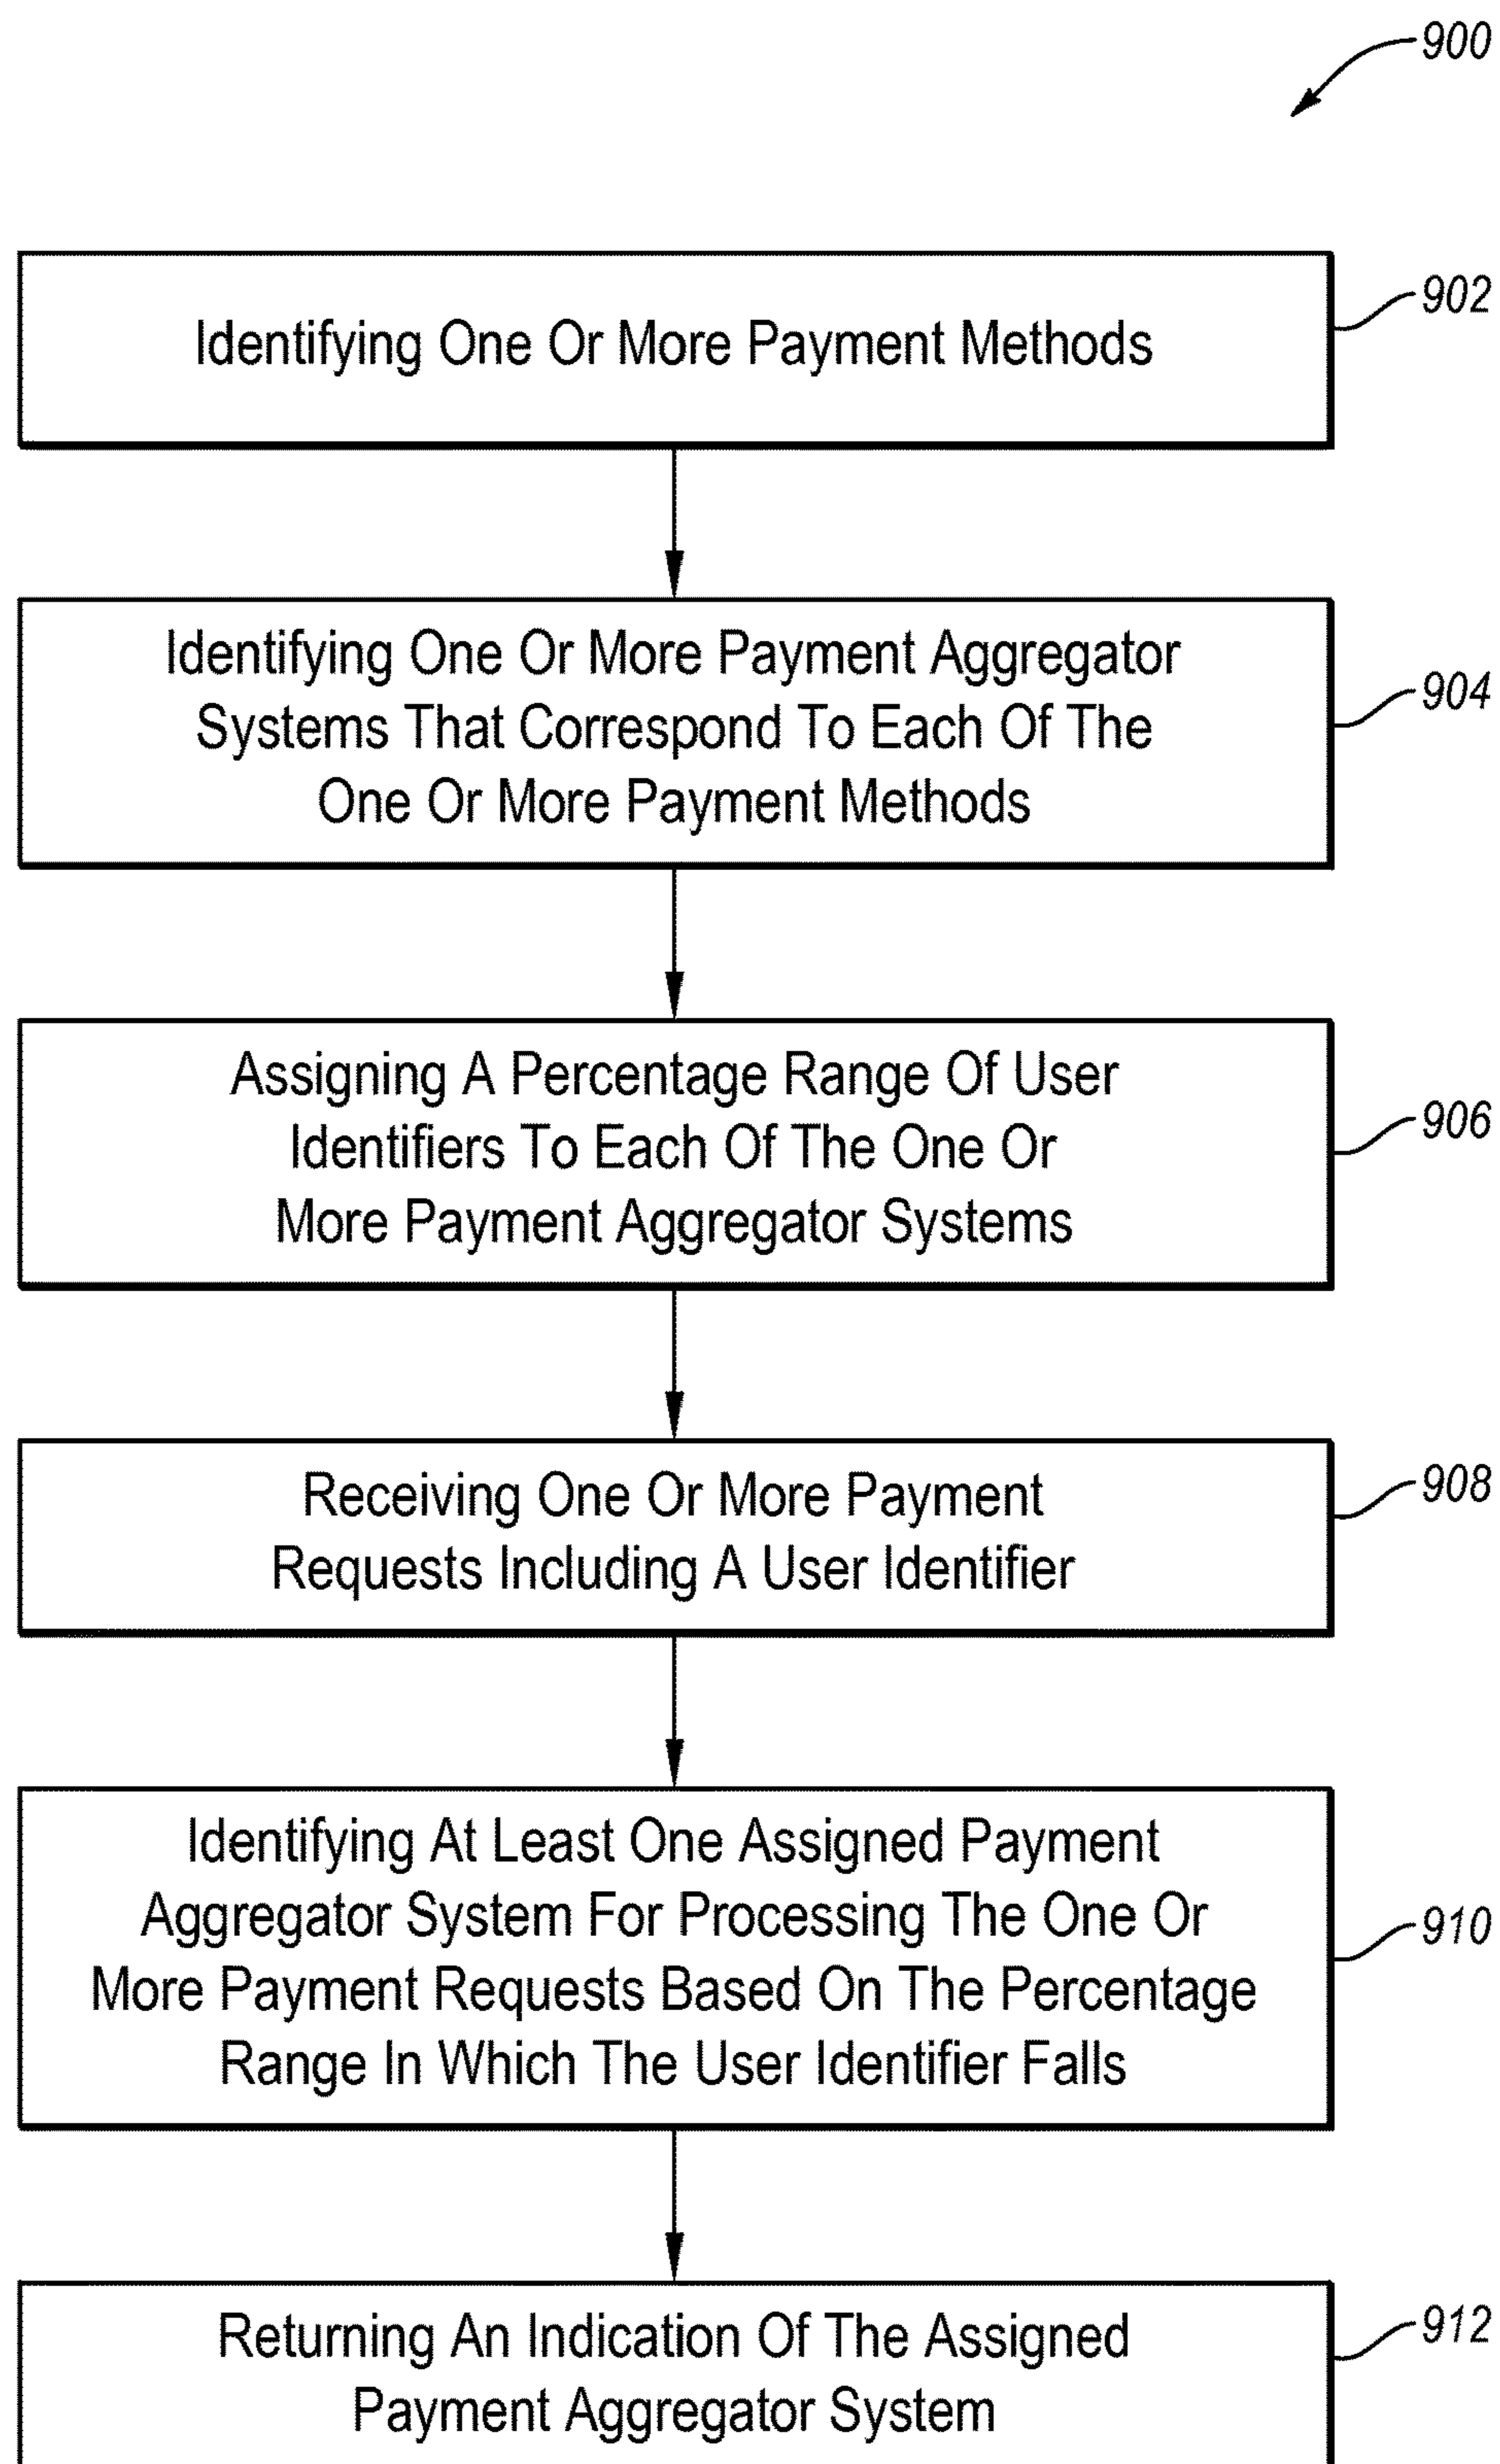 900
Identifying One Or More Payment Methods
902
Identifying One Or More Payment Aggregator
Systems That Correspond To Each Of The
One Or More Payment Methods
904
Assigning A Percentage Range Of User
Identifiers To Each Of The One Or
More Payment Aggregator Systems
906
Receiving One Or More Payment
Requests Including A User Identifier
908
Identifying At Least One Assigned Payment
Aggregator System For Processing The One Or
More Payment Requests Based On The Percentage
Range In Which The User Identifier Falls
910
Returning An Indication Of The Assigned
Payment Aggregator System
912